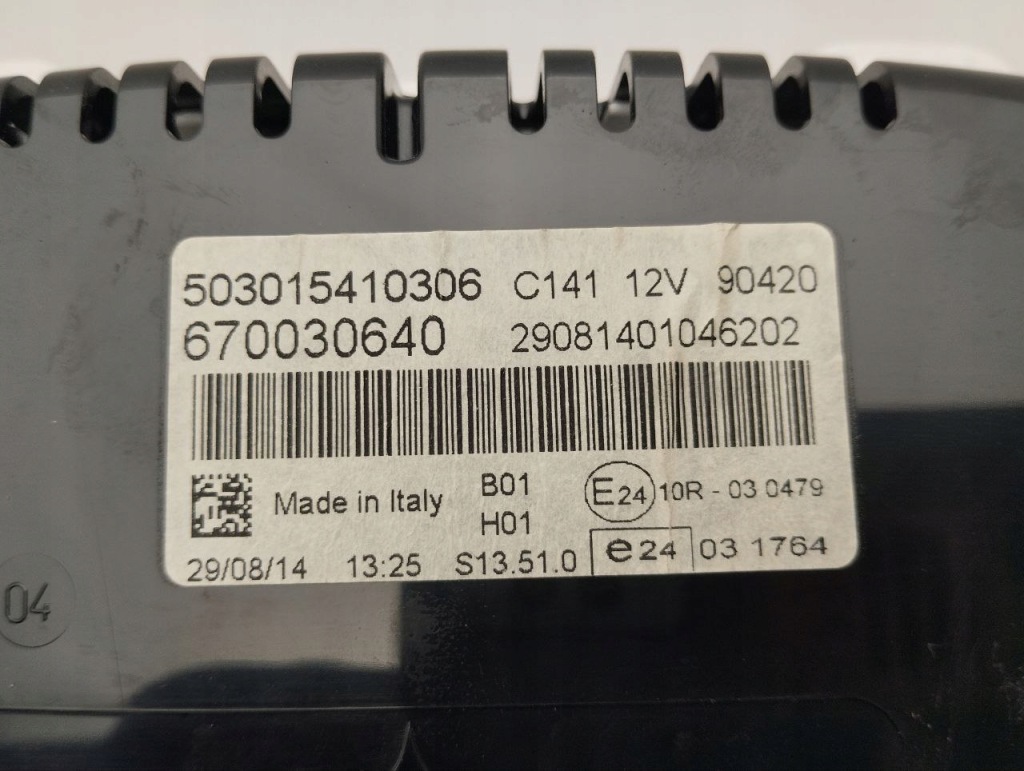 503015410306 C141 12V 90420
670030640 29081401046202
Made in Italy B01 E24 10R - 03 0479
H01
29/08/14 13:25 S13.51.0 e24 03 1764
04